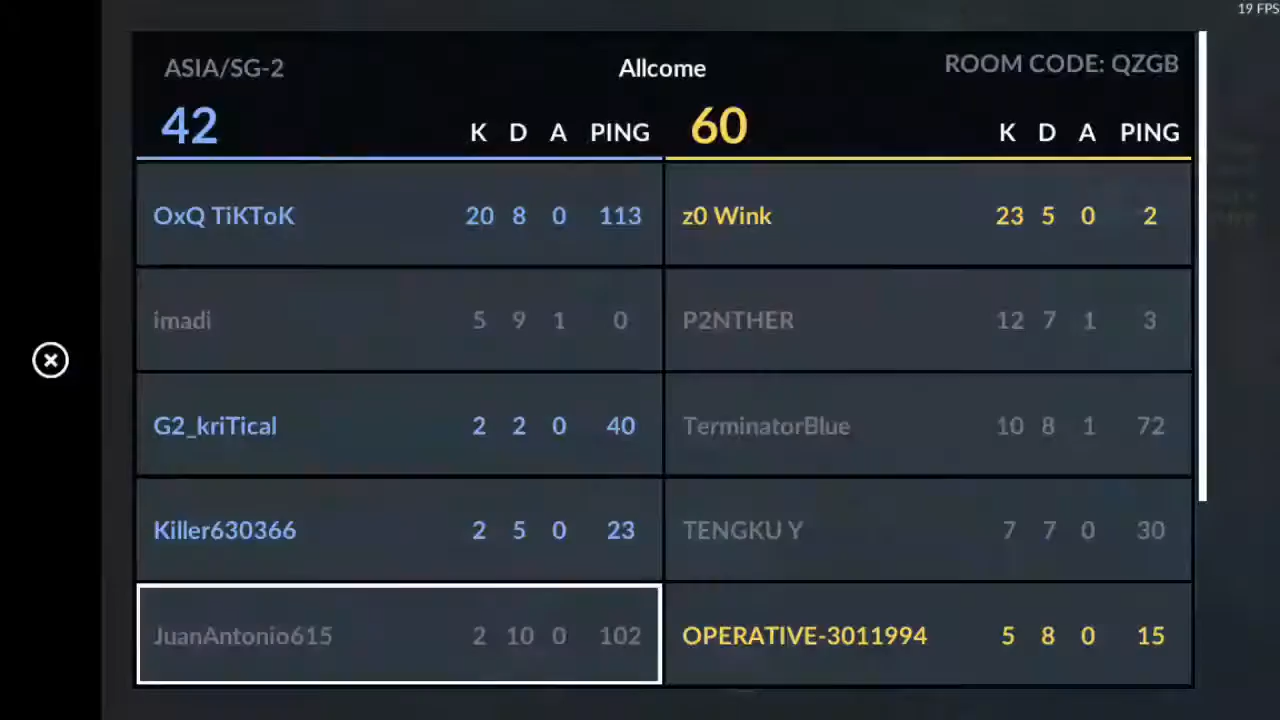 19 FPS
ASIA/SG-2 Allcome ROOM CODE: QZGB
42 K D A PING 60 K D A PING
OxQ TiKToK 20 8 0 113 z0 Wink 23 5 0 2
imadi 5 9 1 0 P2NTHER 12 7 1 3
G2_kriTical 2 2 0 40 TerminatorBlue 10 8 1 72
Killer630366 2 5 0 23 TENGKU Y 7 7 0 30
JuanAntonio615 2 10 0 102 OPERATIVE-3011994 5 8 0 15